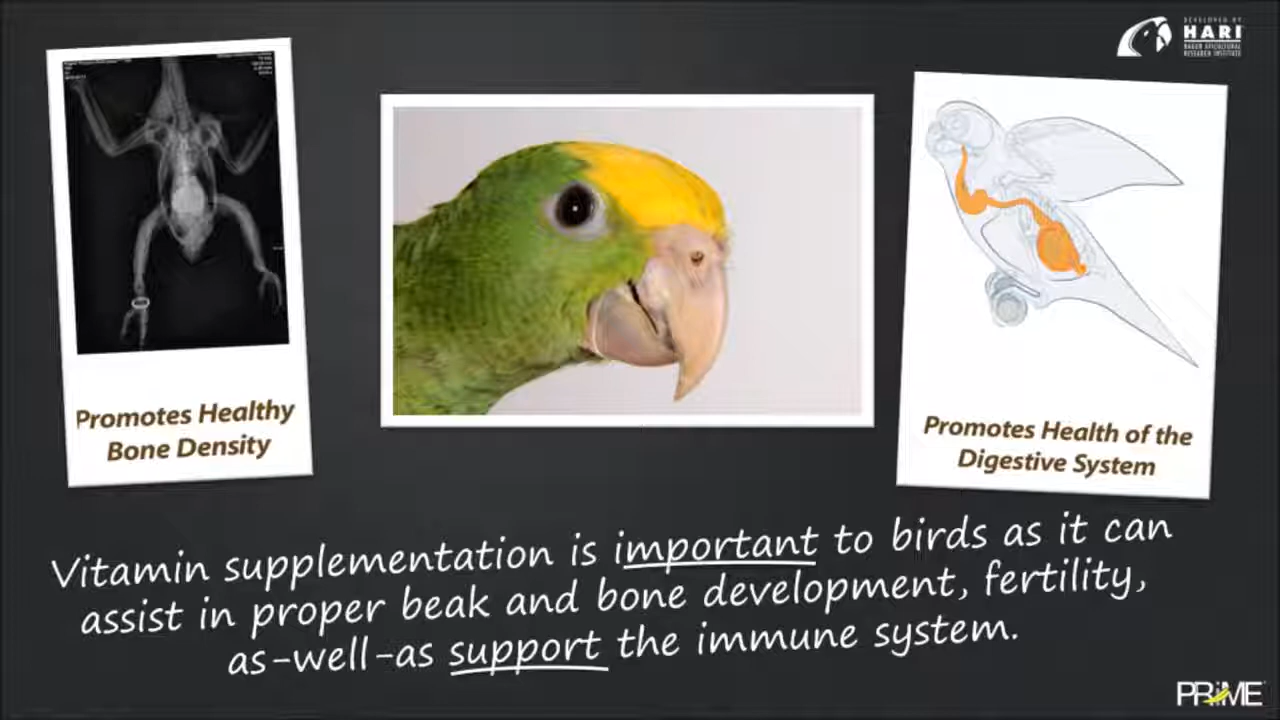 DEVELOPED BY
HARI
HAGEN AVICULTURAL
RESEARCH INSTITUTE
Promotes Healthy
Bone Density
Promotes Health of the
Digestive System
Vitamin supplementation is important to birds as it can
assist in proper beak and bone development, fertility,
as-well-as support the immune system.
PRiME